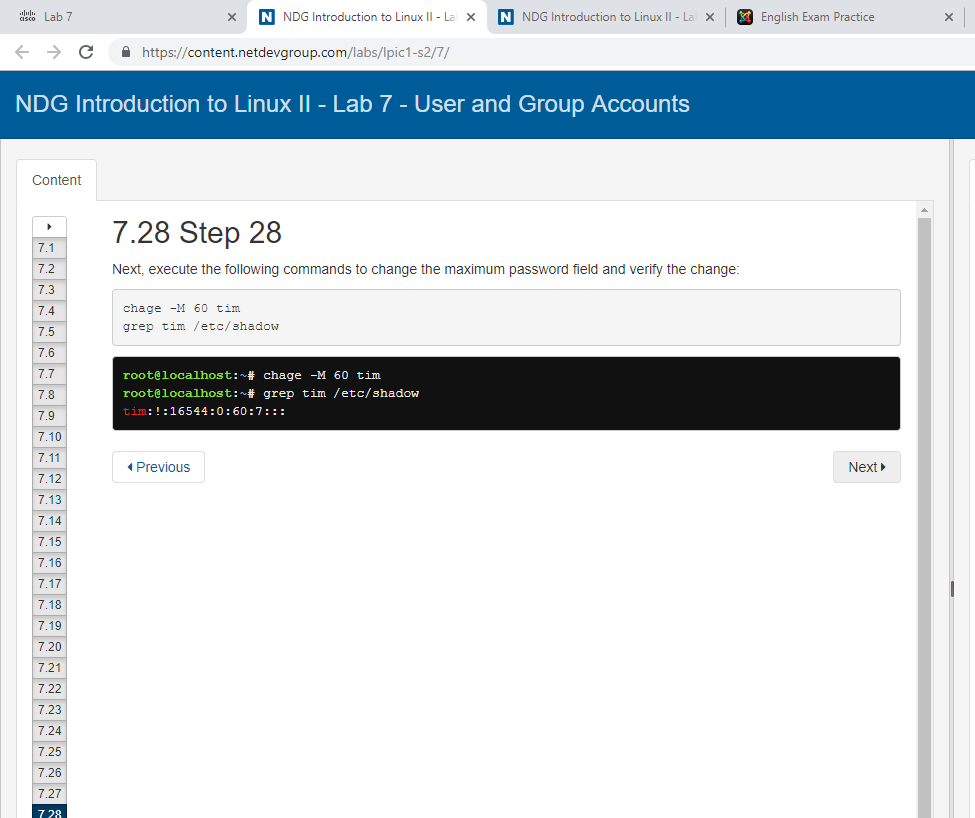 Lab 7
NDG Introduction to Linux II - La
NDG Introduction to Linux II - La
English Exam Practice
https://content.netdevgroup.com/labs/lpic1-s2/7/
NDG Introduction to Linux II - Lab 7 - User and Group Accounts
Content
7.1
7.2
7.3
7.4
7.5
7.6
7.7
7.8
7.9
7.10
7.11
7.12
7.13
7.14
7.15
7.16
7.17
7.18
7.19
7.20
7.21
7.22
7.23
7.24
7.25
7.26
7.27
7.28
7.28 Step 28
Next, execute the following commands to change the maximum password field and verify the change:
chage -M 60 tim
grep tim /etc/shadow
root@localhost:~# chage -M 60 tim
root@localhost:~# grep tim /etc/shadow
tim:!:16544:0:60:7:::
Previous
Next